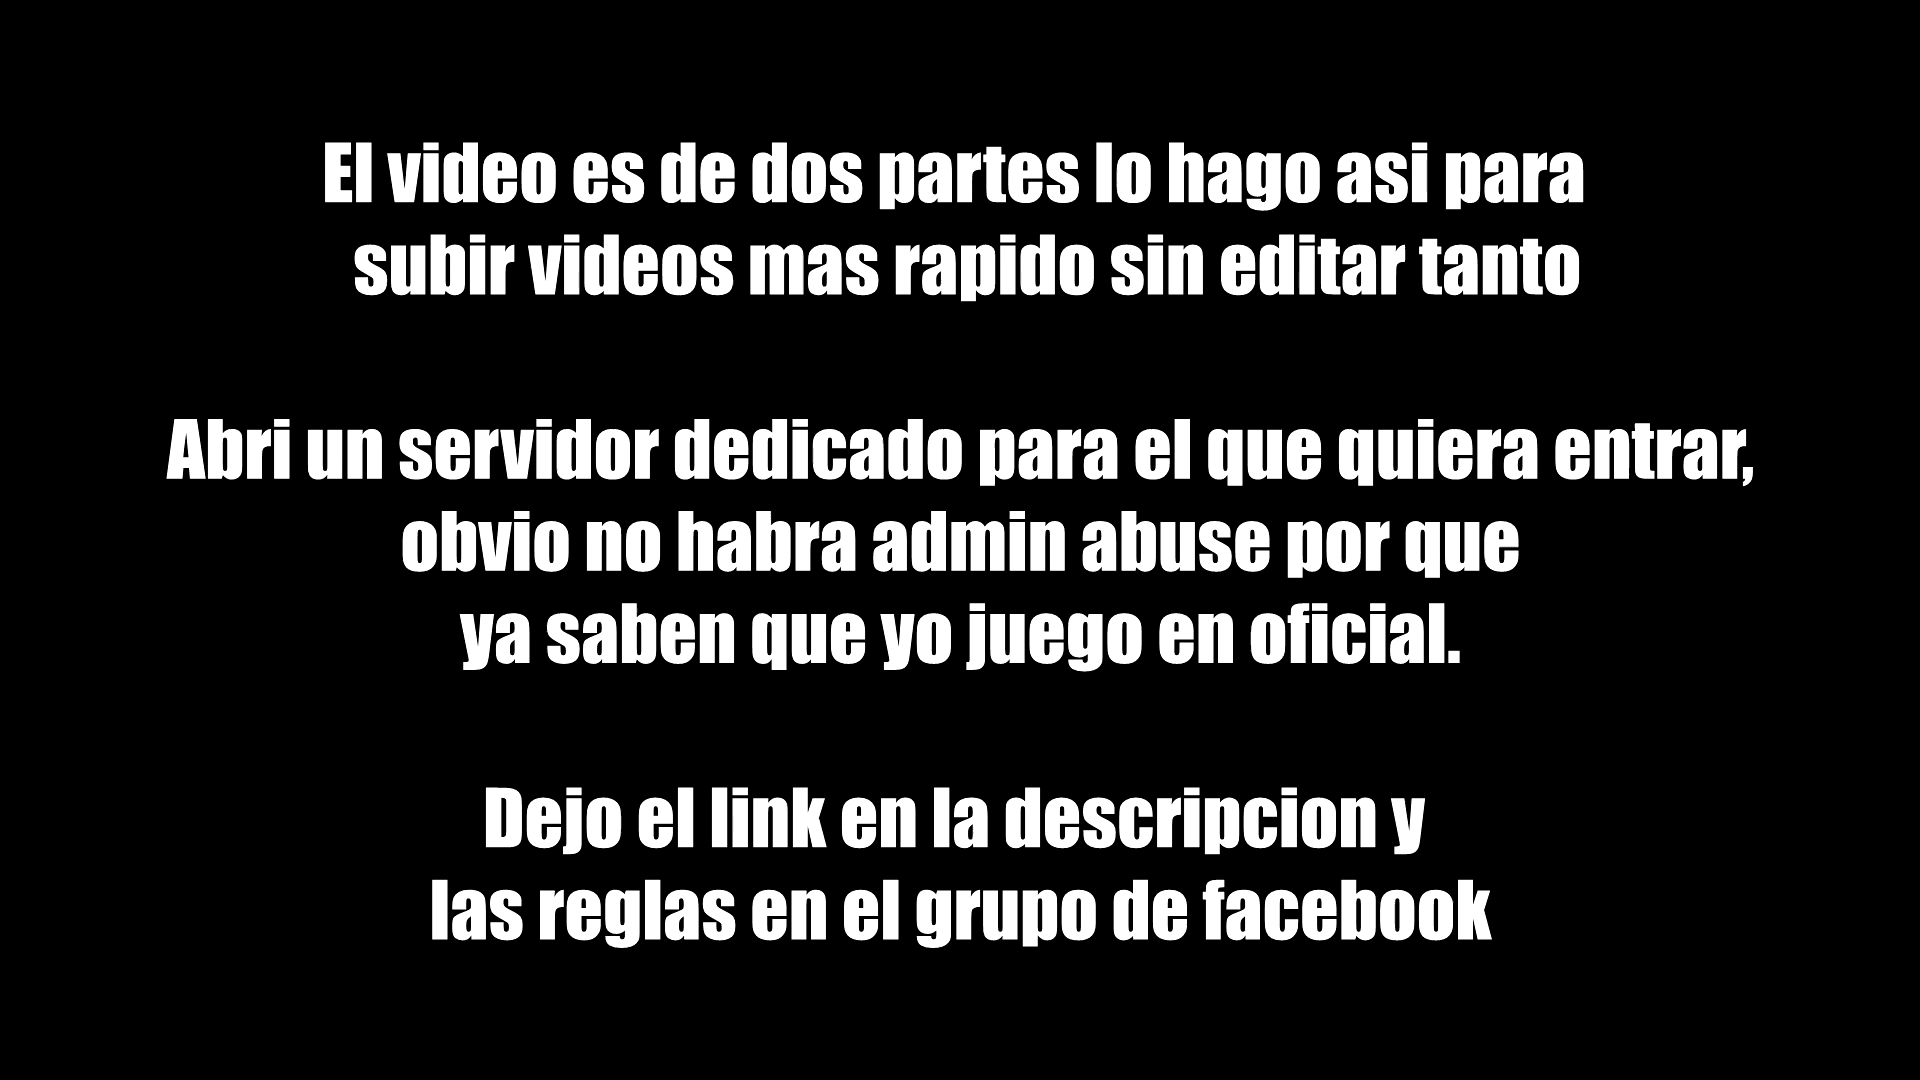 El video es de dos partes lo hago asi para
subir videos mas rapido sin editar tanto
Abri un servidor dedicado para el que quiera entrar,
obvio no habra admin abuse por que
ya saben que yo juego en oficial.
Dejo el link en la descripcion y
las reglas en el grupo de facebook